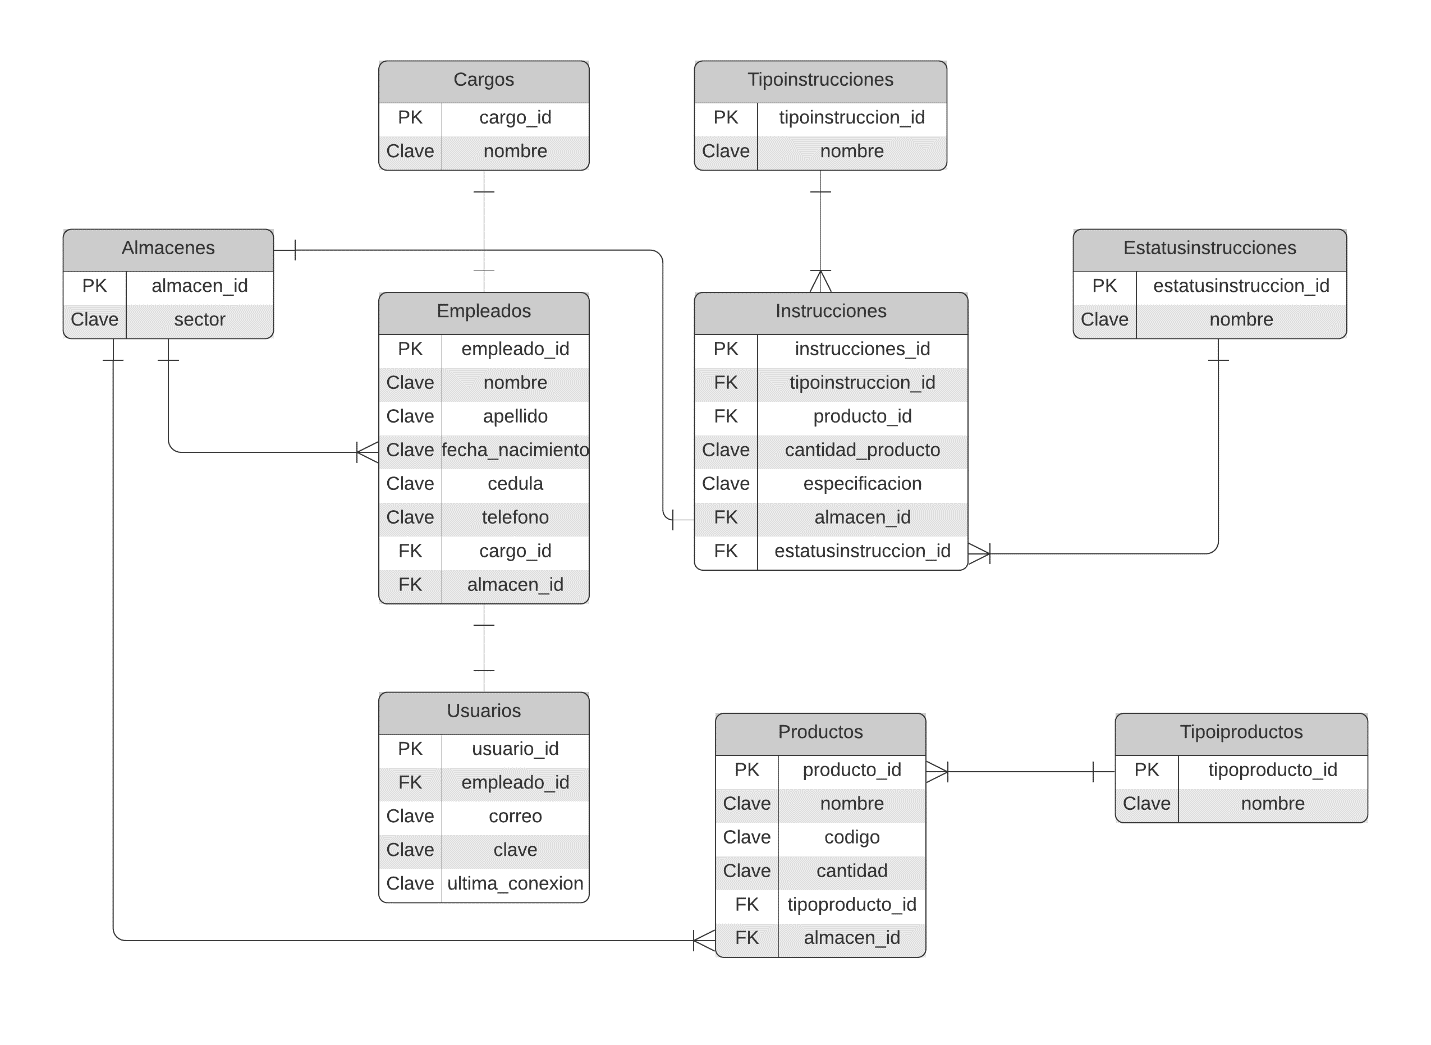 Cargos
PK cargo_id
Clave nombre
Tipoinstrucciones
PK tipoinstruccion_id
Clave nombre
Almacenes
PK almacen_id
Clave sector
Estatusinstrucciones
PK estatusinstruccion_id
Clave nombre
Empleados
PK empleado_id
Clave nombre
Clave apellido
Clave fecha_nacimiento
Clave cedula
Clave telefono
FK cargo_id
FK almacen_id
Instrucciones
PK instrucciones_id
FK tipoinstruccion_id
FK producto_id
Clave cantidad_producto
Clave especificacion
FK almacen_id
FK estatusinstruccion_id
Usuarios
PK usuario_id
FK empleado_id
Clave correo
Clave clave
Clave ultima_conexion
Productos
PK producto_id
Clave nombre
Clave codigo
Clave cantidad
FK tipoproducto_id
FK almacen_id
Tipoiproductos
PK tipoproducto_id
Clave nombre